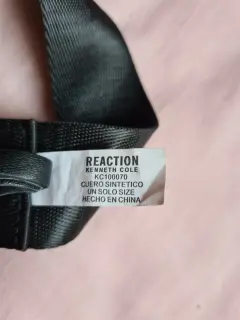 REACTION
KENNETH COLE
KC100070
CUERO SINTETICO
UN SOLO SIZE
HECHO EN CHINA